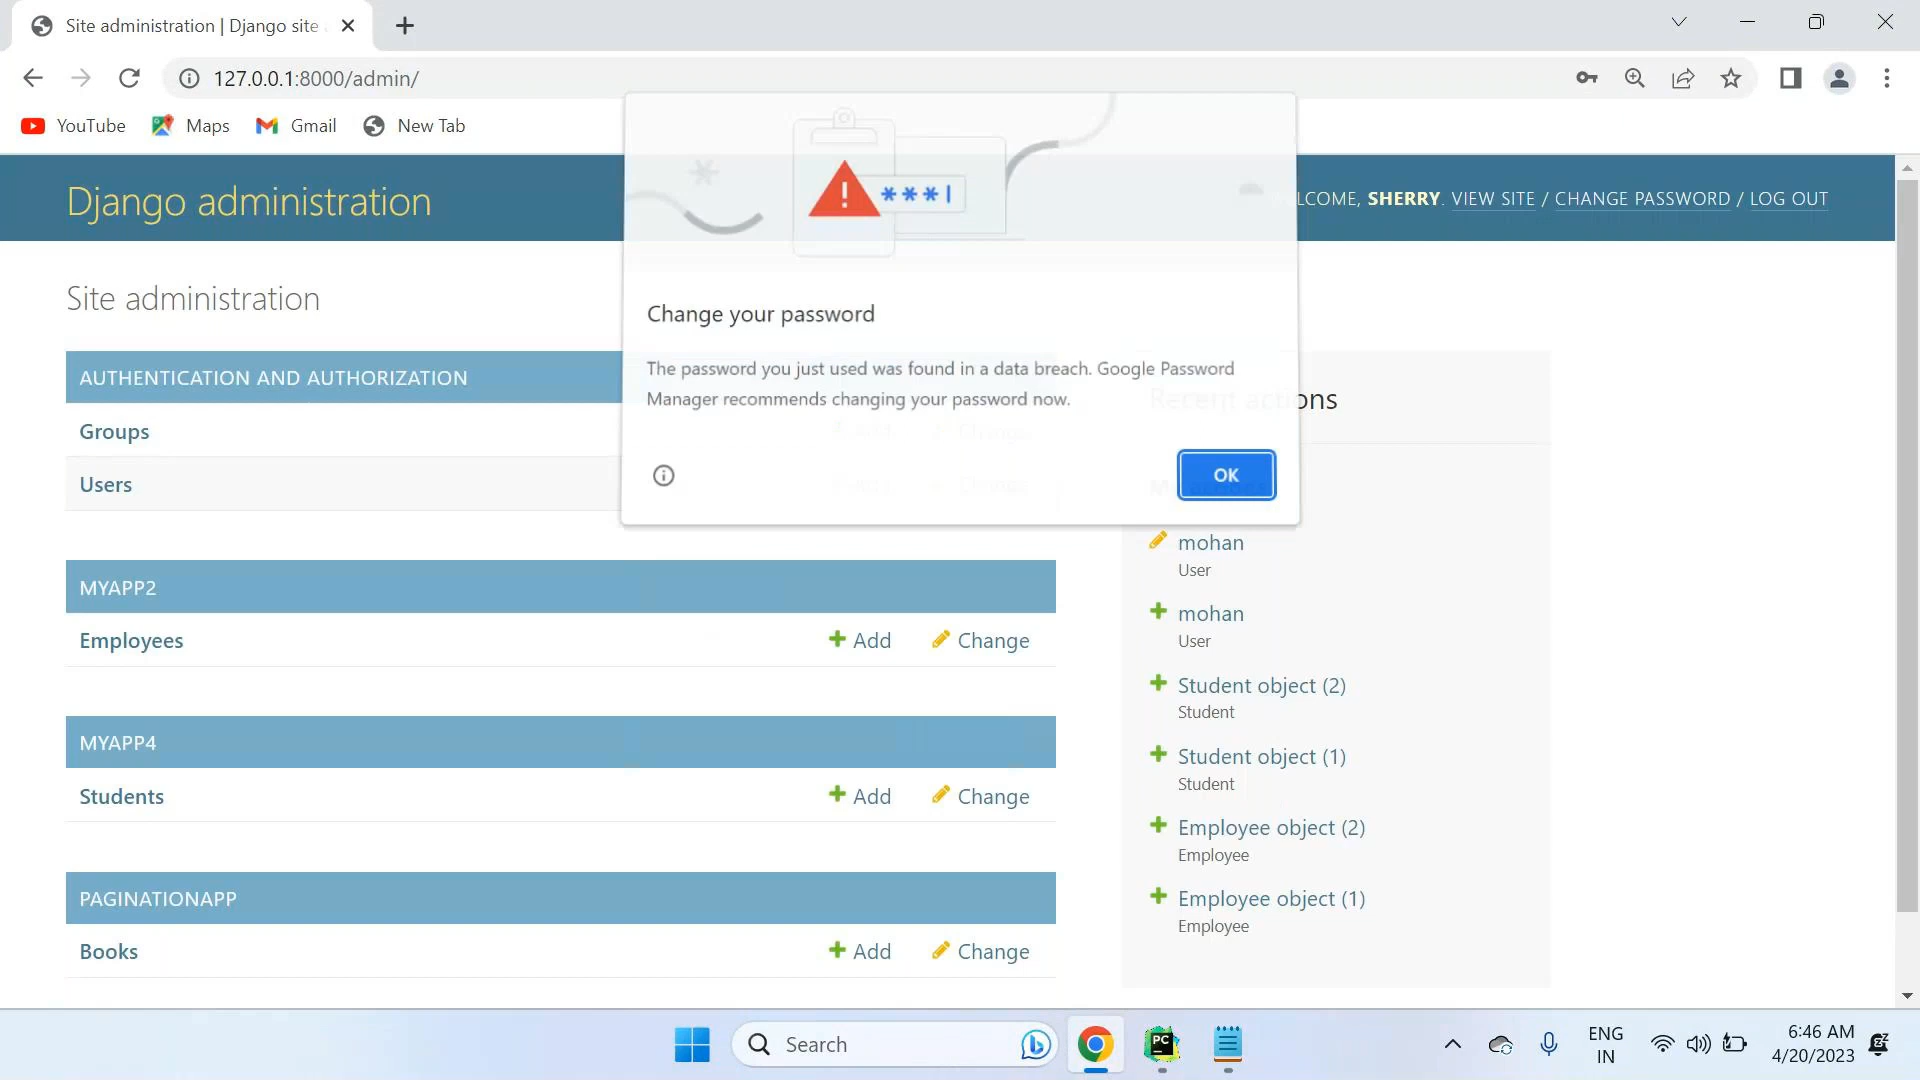 Site administration | Django site
127.0.0.1:8000/admin/
YouTube
Maps
Gmail
New Tab
Django administration
LCOME, SHERRY. VIEW SITE / CHANGE PASSWORD / LOG OUT
Site administration
***
Change your password
The password you just used was found in a data breach. Google Password
Manager recommends changing your password now.
OK
AUTHENTICATION AND AUTHORIZATION
Groups
Add Change
Users
Change
MYAPP2
Employees
Add Change
MYAPP4
Students
Add Change
PAGINATIONAPP
Books
Add Change
Recent actions
mohan
User
mohan
User
Student object (2)
Student
Student object (1)
Student
Employee object (2)
Employee
Employee object (1)
Employee
Search
PC
ENG
IN
6:46 AM
4/20/2023